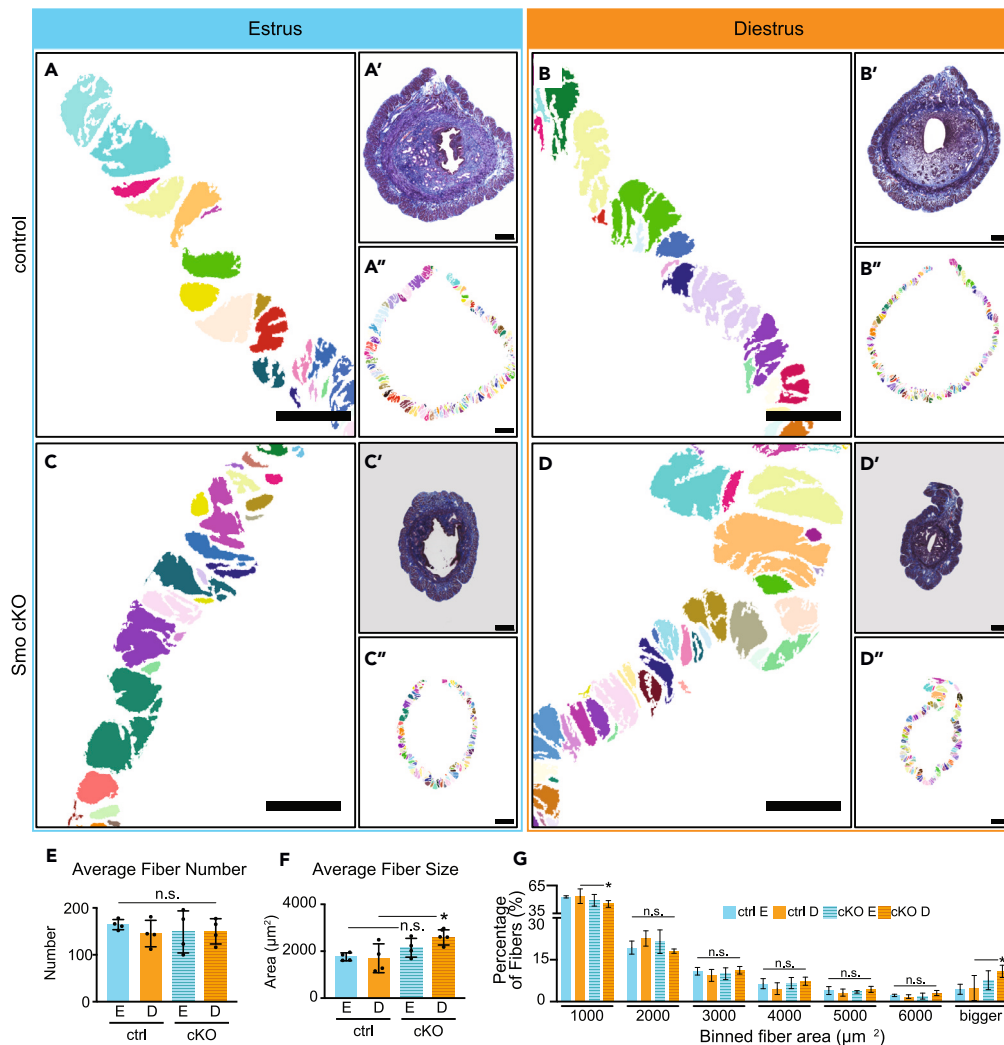 Estrus
Diestrus
A
A′
B
B′
control
A″
B″
C
C′
D
D′
Smo cKO
C″
D″
E
Average Fiber Number
n.s.
200
100
0
Number
E D E D
ctrl cKO
F
Average Fiber Size
*
n.s.
6000
4000
2000
0
Area (µm²)
E D E D
ctrl cKO
G
ctrl E ctrl D cKO E cKO D
65
35
30
15
0
Percentage
of Fibers (%)
*
n.s.
n.s.
n.s.
n.s.
n.s.
*
1000 2000 3000 4000 5000 6000 bigger
Binned fiber area (µm⁻²)